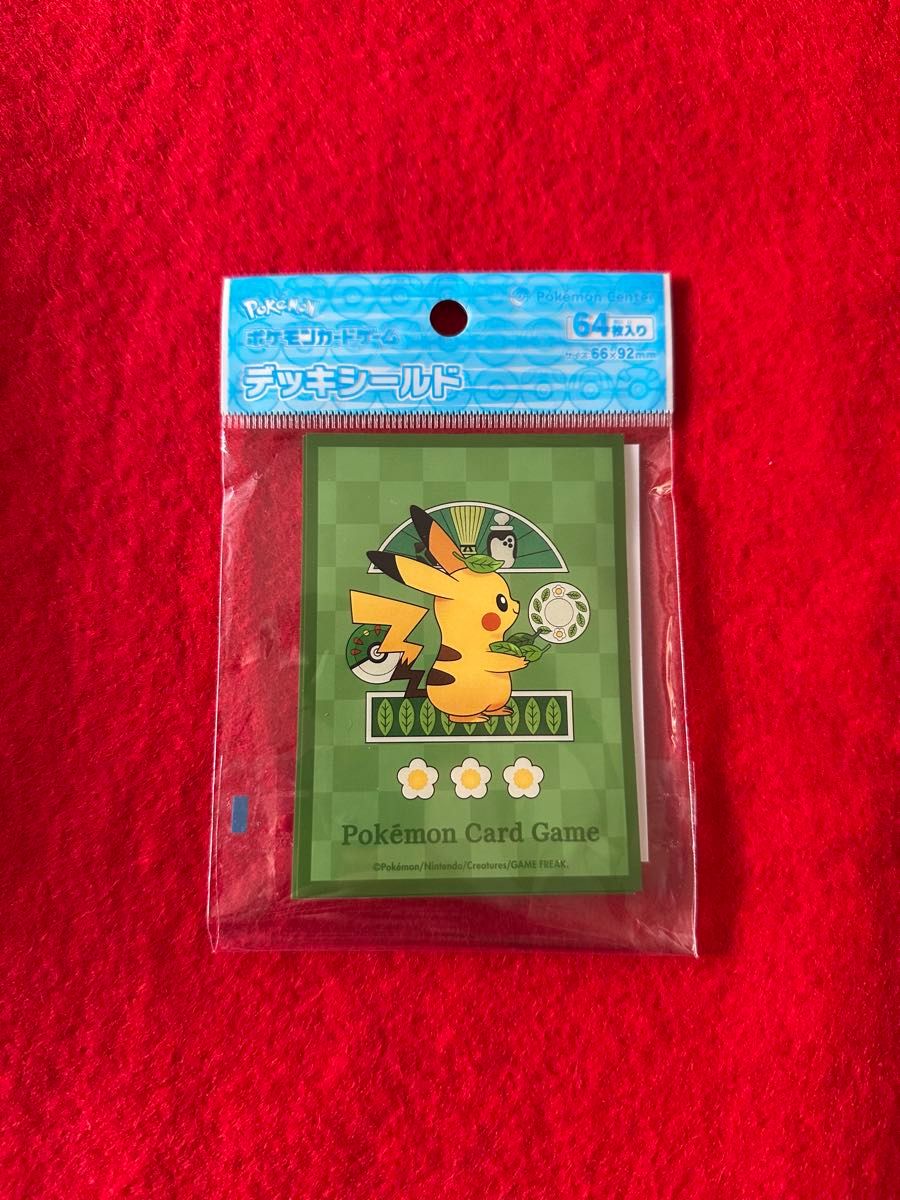 POKÉMON
ポケモンカードゲーム
デッキシールド
Pokémon Center
64枚入り
サイズ 66×92mm
Pokémon Card Game
©Pokémon/Nintendo/Creatures/GAME FREAK.